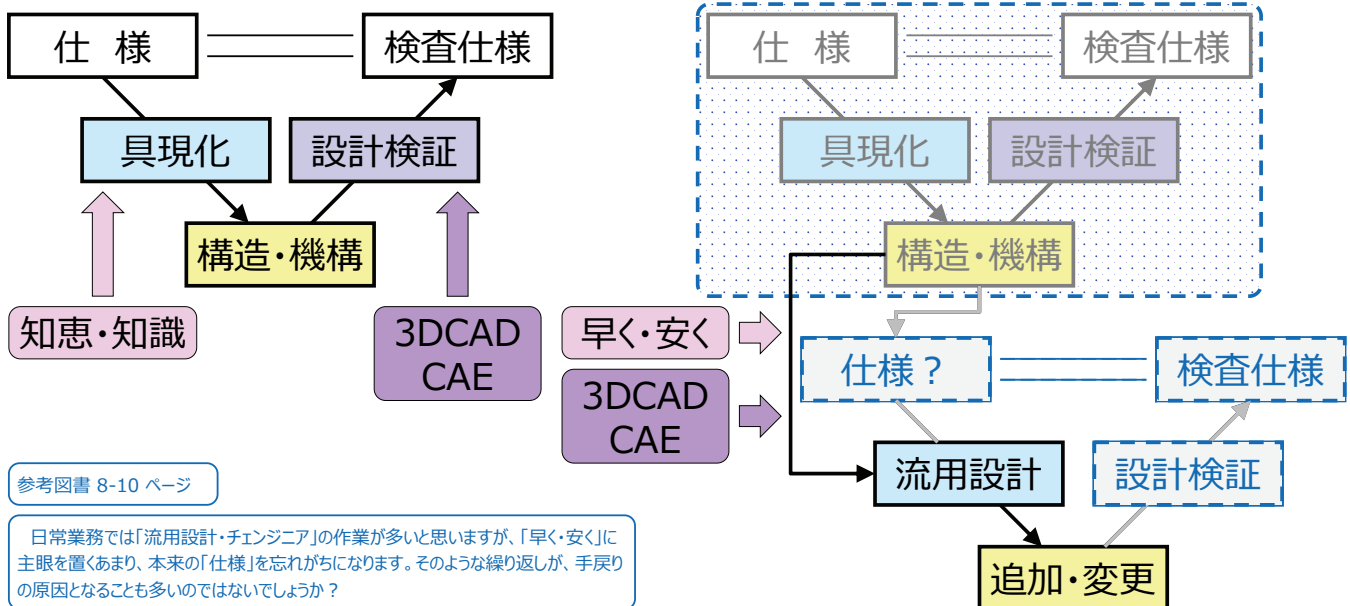 仕 様
検査仕様
具現化
設計検証
構造・機構
知恵・知識
3DCAD
CAE
仕 様
検査仕様
具現化
設計検証
構造・機構
早く・安く
3DCAD
CAE
仕様？
検査仕様
流用設計
設計検証
追加・変更
参考図書 8-10 ページ
日常業務では「流用設計・チェンジニア」の作業が多いと思いますが、「早く・安く」に
主眼を置くあまり、本来の「仕様」を忘れがちになります。そのような繰り返しが、手戻り
の原因となることも多いのではないでしょうか？